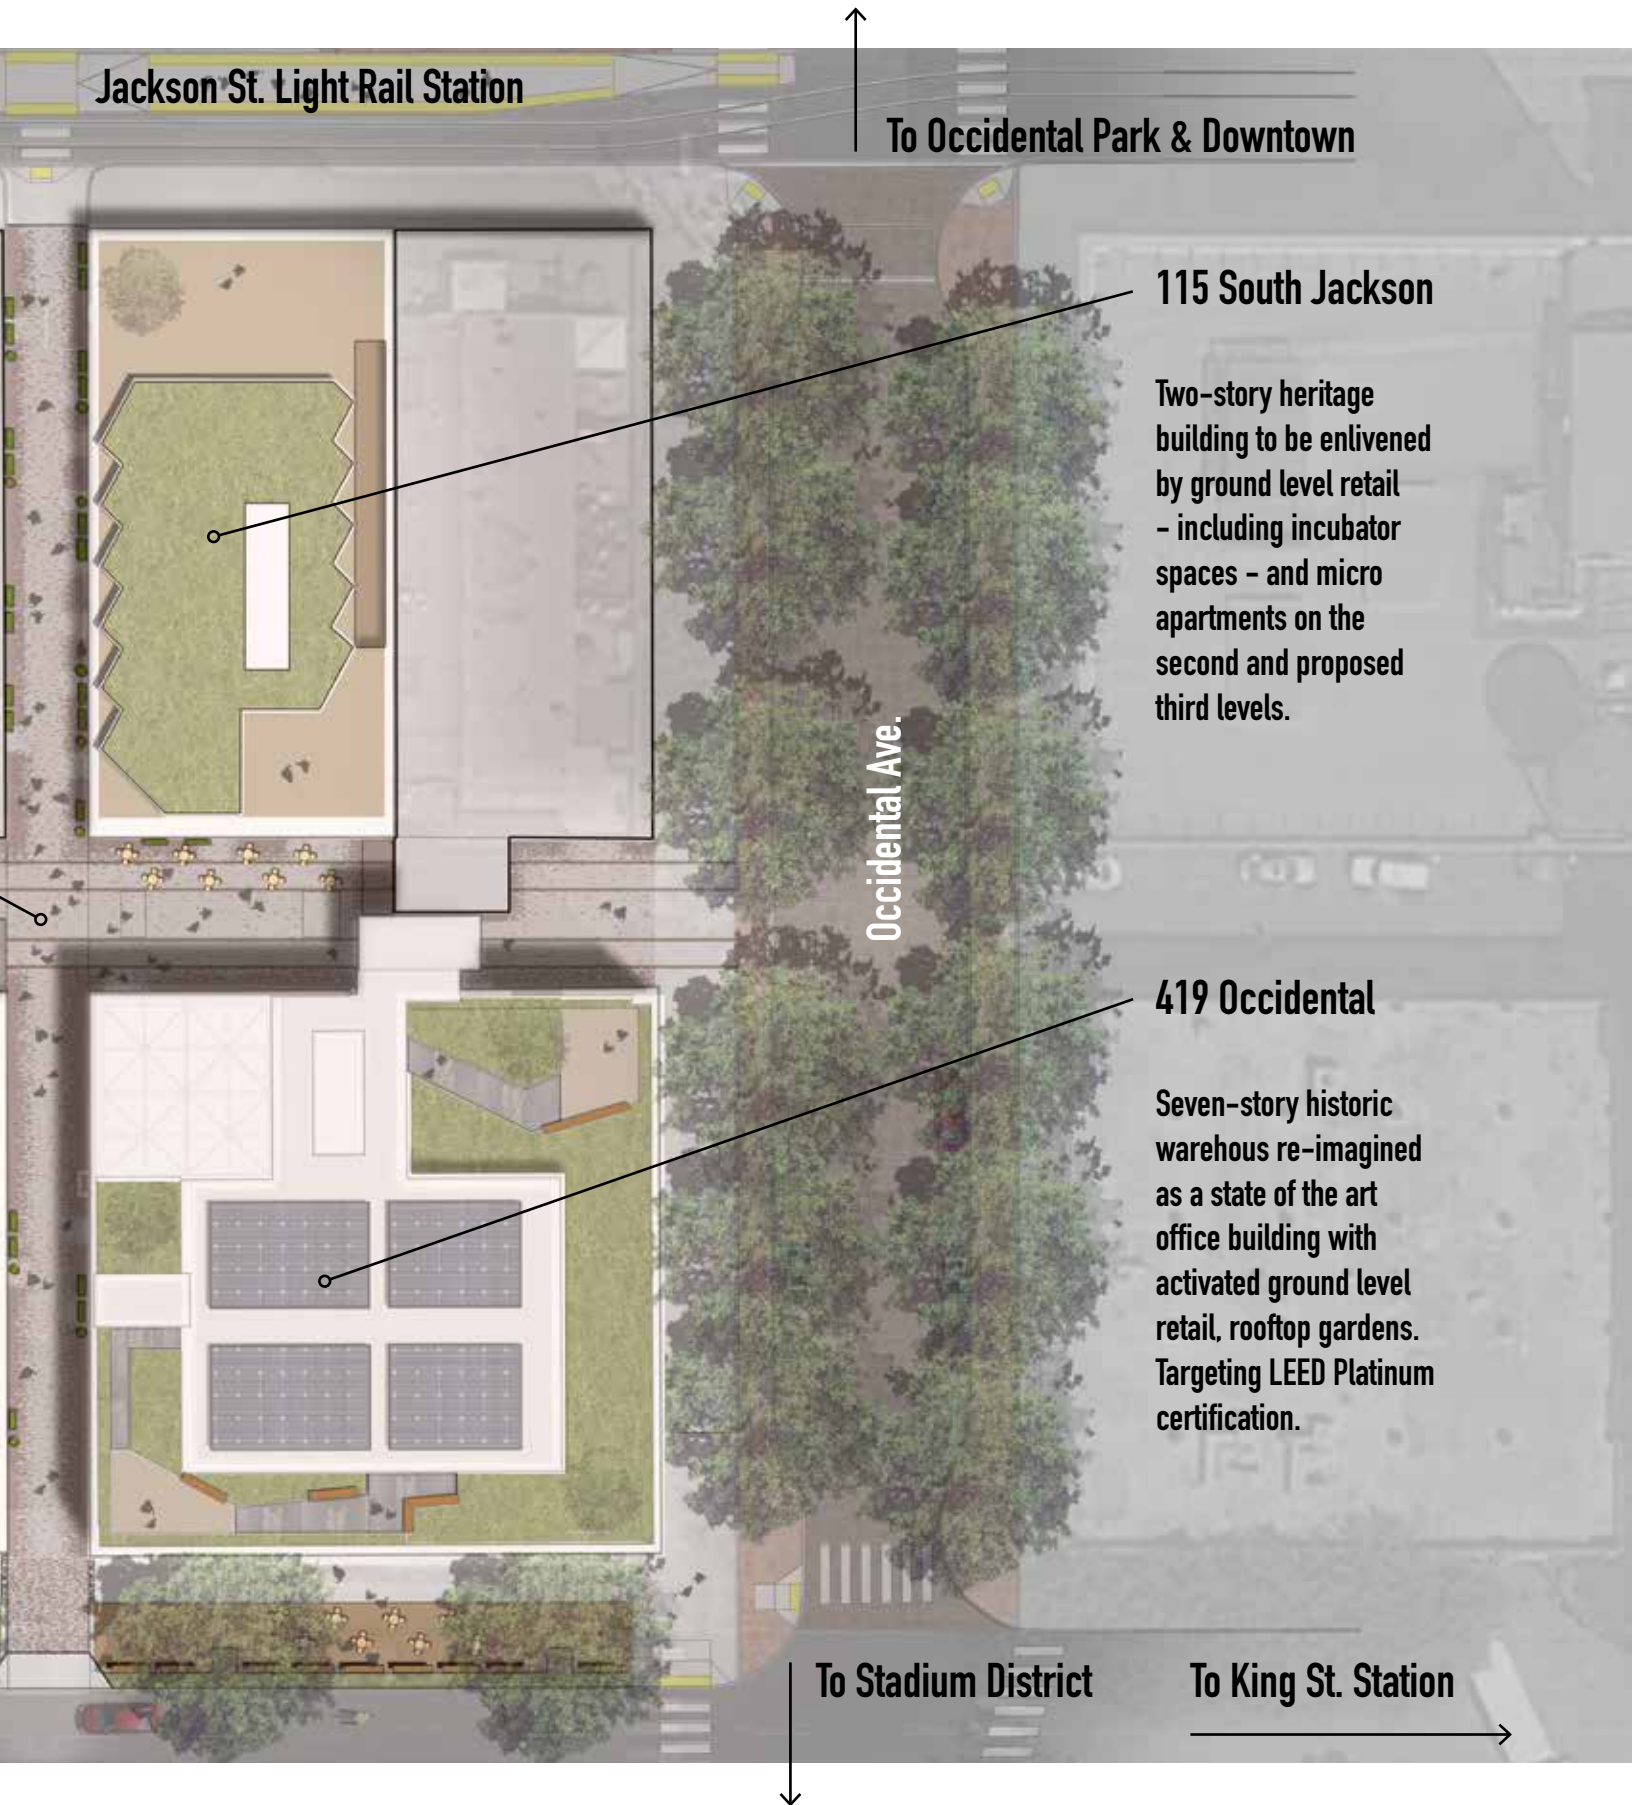 Jackson St. Light Rail Station
To Occidental Park & Downtown
115 South Jackson
Two-story heritage
building to be enlivened
by ground level retail
– including incubator
spaces – and micro
apartments on the
second and proposed
third levels.
Occidental Ave.
419 Occidental
Seven-story historic
warehous re-imagined
as a state of the art
office building with
activated ground level
retail, rooftop gardens.
Targeting LEED Platinum
certification.
To Stadium District
To King St. Station